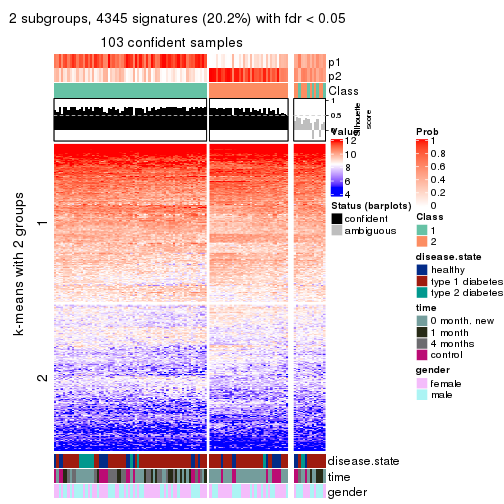 2 subgroups, 4345 signatures (20.2%) with fdr < 0.05
103 confident samples
p1
p2
Class
1
0.5
0
Silhouette
score
k-means with 2 groups
1
2
disease.state
time
gender
Value
12
10
8
6
4
Status (barplots)
confident
ambiguous
Prob
1
0.8
0.6
0.4
0.2
0
Class
1
2
disease.state
healthy
type 1 diabetes
type 2 diabetes
time
0 month. new
1 month
4 months
control
gender
female
male